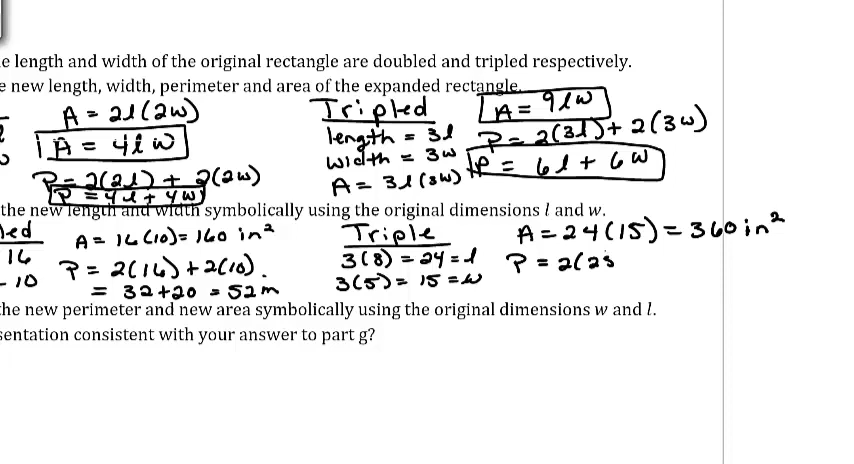 e length and width of the original rectangle are doubled and tripled respectively.
e new length, width, perimeter and area of the expanded rectangle.
A = 2l(2w)
A = 4lw
P = 2(2l) + 2(2w)
P = 4l + 4w
Tripled
length = 3l
width = 3w
A = 3l(3w)
A = 9lw
P = 2(3l) + 2(3w)
P = 6l + 6w
the new length and width symbolically using the original dimensions l and w.
led
16
- 10
A = 16(10) = 160 in²
P = 2(16) + 2(10).
= 32+20 = 52m
Triple
3(8) = 24 = l
3(5) = 15 = w
A = 24(15) = 360in²
P = 2(2
the new perimeter and new area symbolically using the original dimensions w and l.
sentation consistent with your answer to part g?